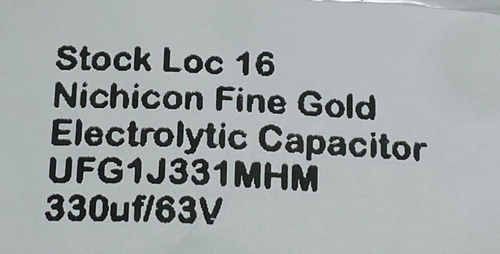 Stock Loc 16
Nichicon Fine Gold
Electrolytic Capacitor
UFG1J331MHM
330uf/63V